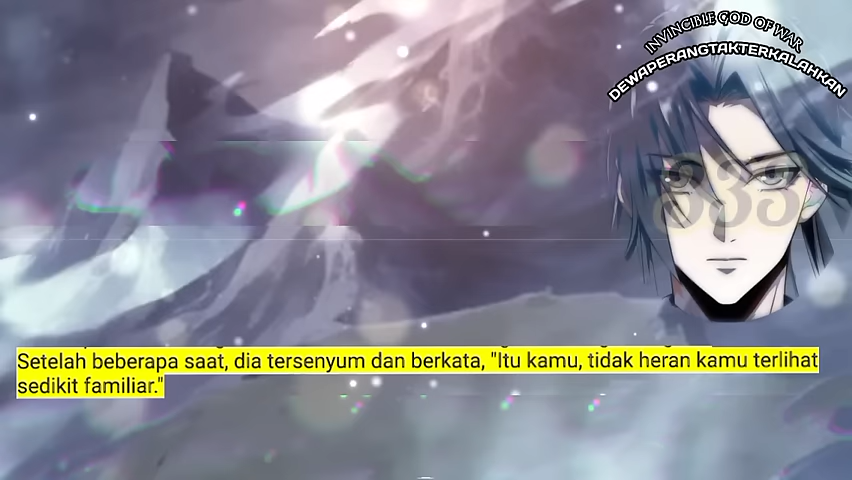 INVINCIBLE GOD OF WAR
DEWAPERANGTAKTERKALAHKAN
333
Setelah beberapa saat, dia tersenyum dan berkata, "Itu kamu, tidak heran kamu terlihat
sedikit familiar."